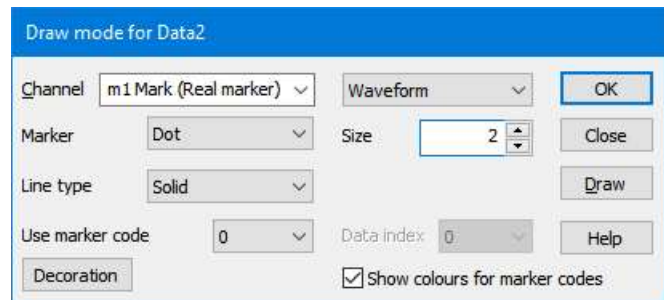 Draw mode for Data2
Channel m1 Mark (Real marker) Waveform OK
Marker Dot Size 2 Close
Line type Solid Draw
Use marker code 0 Data index 0 Help
Decoration Show colours for marker codes